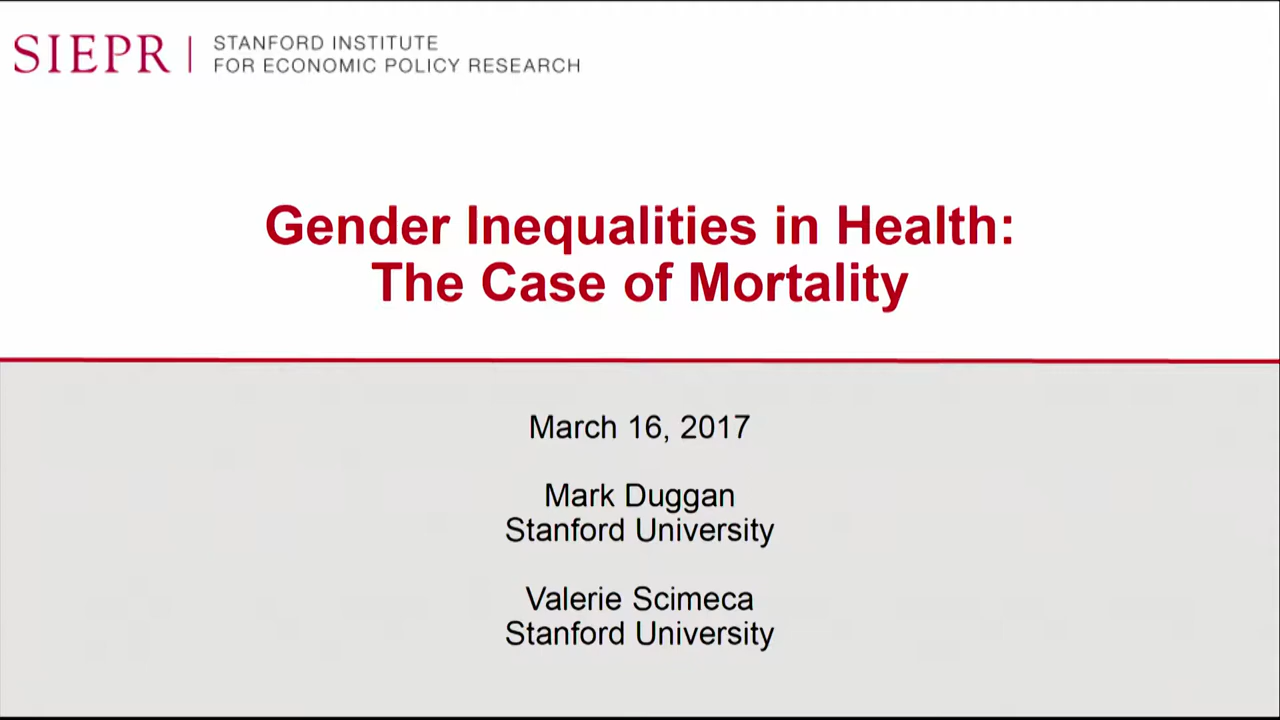 SIEPR
STANFORD INSTITUTE
FOR ECONOMIC POLICY RESEARCH
Gender Inequalities in Health:
The Case of Mortality
March 16, 2017
Mark Duggan
Stanford University
Valerie Scimeca
Stanford University